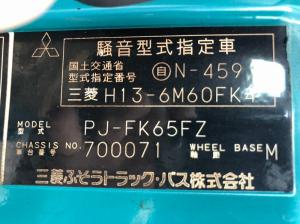 騒音型式指定車
国土交通省
型式指定番号
自N-459
三菱 H13-6M60FK
MODEL
型式 PJ-FK65FZ
CHASSIS NO. 700071
車台番号
WHEEL BASE M
軸距
三菱ふそうトラック・バス株式会社